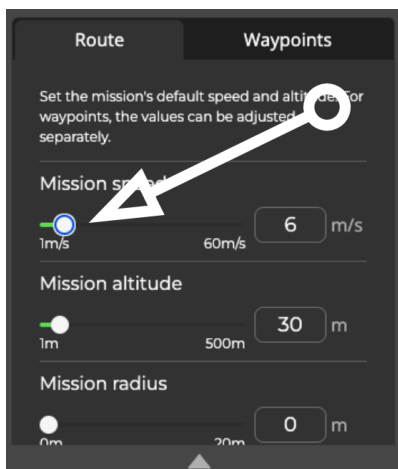 Route
Waypoints
Set the mission's default speed and altitude. For
waypoints, the values can be adjusted
separately.
Mission speed
6 m/s
1m/s
60m/s
Mission altitude
30 m
1m
500m
Mission radius
0 m
0m
20m